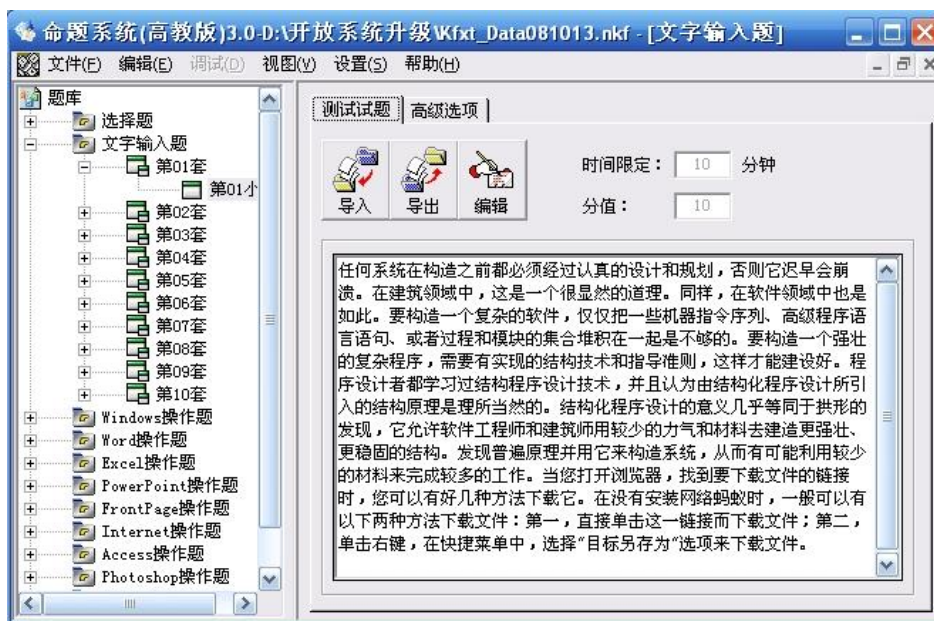 命题系统(高教版)3.0-D:\开放系统升级\Kfxt_Data081013.nkf - [文字输入题]
文件(F) 编辑(E) 调试(D) 视图(V) 设置(S) 帮助(H)
题库
选择题
文字输入题
第01套
第01小
第02套
第03套
第04套
第05套
第06套
第07套
第08套
第09套
第10套
Windows操作题
Word操作题
Excel操作题
PowerPoint操作题
FrontPage操作题
Internet操作题
Access操作题
Photoshop操作题
测试试题 高级选项
导入 导出 编辑
时间限定： 10 分钟
分值： 10
任何系统在构造之前都必须经过认真的设计和规划，否则它迟早会崩
溃。在建筑领域中，这是一个很显然的道理。同样，在软件领域中也是
如此。要构造一个复杂的软件，仅仅把一些机器指令序列、高级程序语
言语句、或者过程和模块的集合堆积在一起是不够的。要构造一个强壮
的复杂程序，需要有实现的结构技术和指导准则，这样才能建设好。程
序设计者都学习过结构程序设计技术，并且认为由结构化程序设计所引
入的结构原理是理所当然的。结构化程序设计的意义几乎等同于拱形的
发现，它允许软件工程师和建筑师用较少的力气和材料去建造更强壮、
更稳固的结构。发现普遍原理并用它来构造系统，从而有可能利用较少
的材料来完成较多的工作。当您打开浏览器，找到要下载文件的链接
时，您可以有好几种方法下载它。在没有安装网络蚂蚁时，一般可以有
以下两种方法下载文件：第一，直接单击这一链接而下载文件；第二，
单击右键，在快捷菜单中，选择“目标另存为”选项来下载文件。